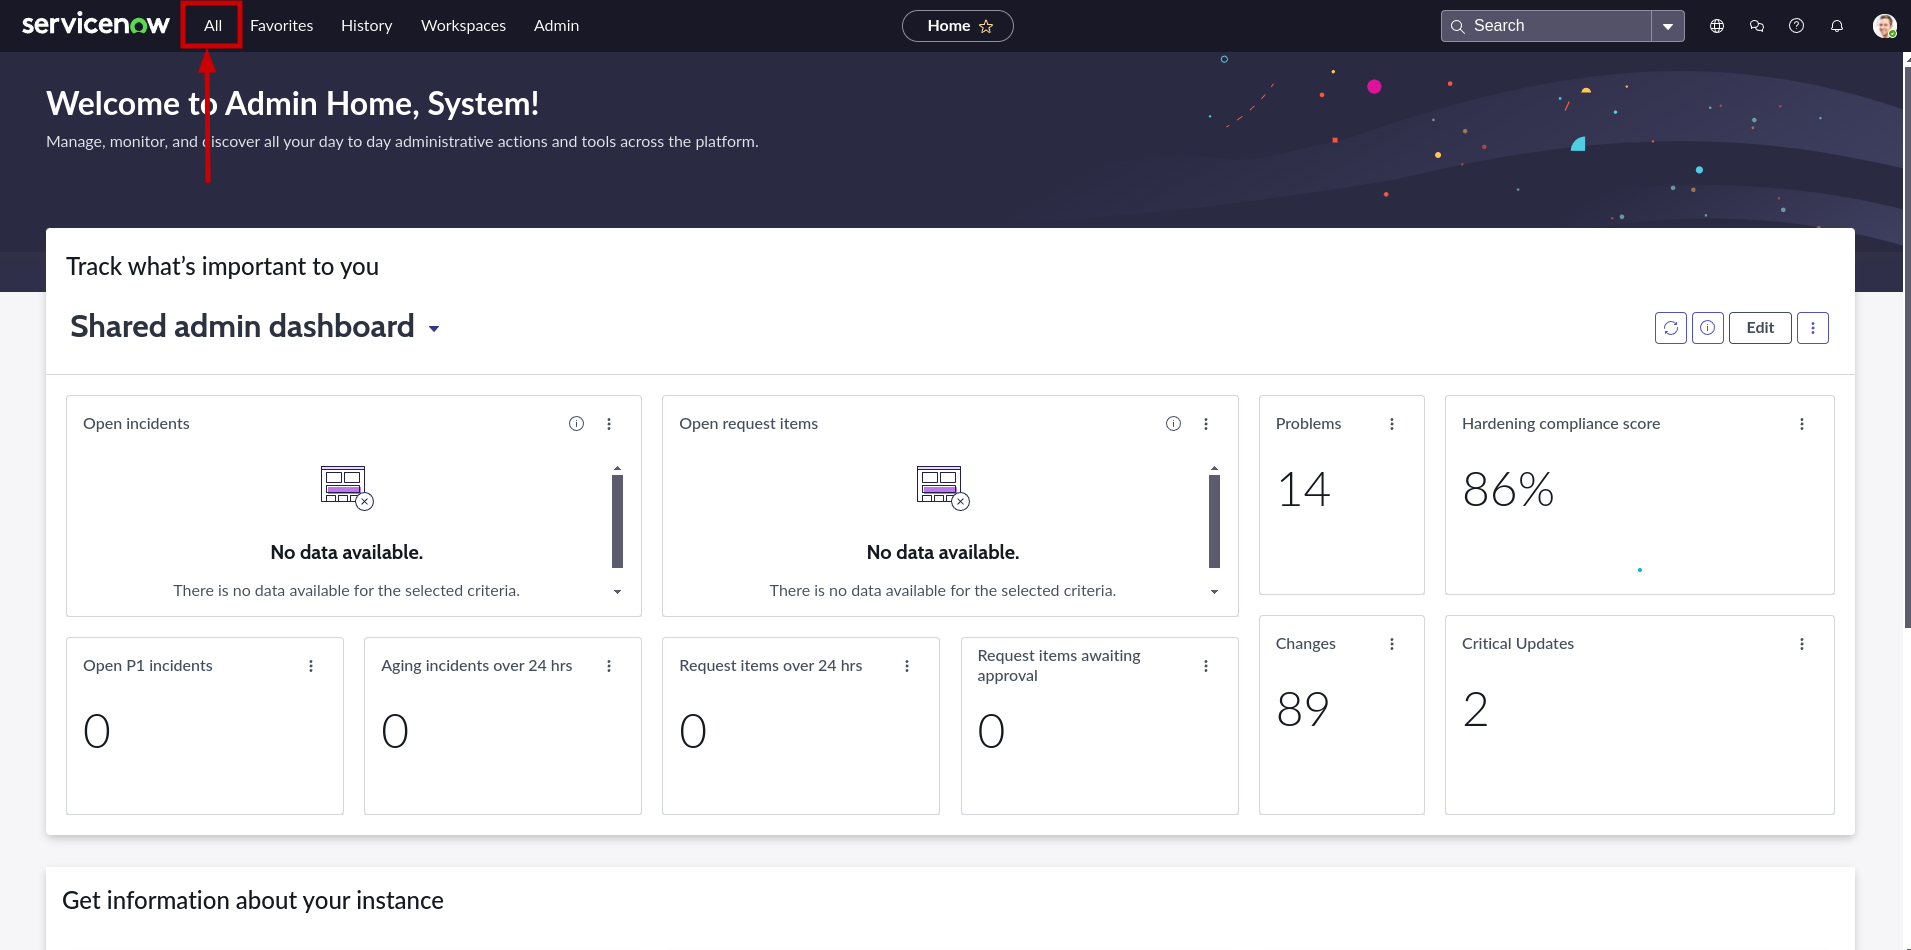 servicenow
All
Favorites
History
Workspaces
Admin
Home
Search
Welcome to Admin Home, System!
Manage, monitor, and discover all your day to day administrative actions and tools across the platform.
Track what's important to you
Shared admin dashboard
Edit
Open incidents
No data available.
There is no data available for the selected criteria.
Open request items
No data available.
There is no data available for the selected criteria.
Problems
14
Hardening compliance score
86%
Open P1 incidents
0
Aging incidents over 24 hrs
0
Request items over 24 hrs
0
Request items awaiting
approval
0
Changes
89
Critical Updates
2
Get information about your instance